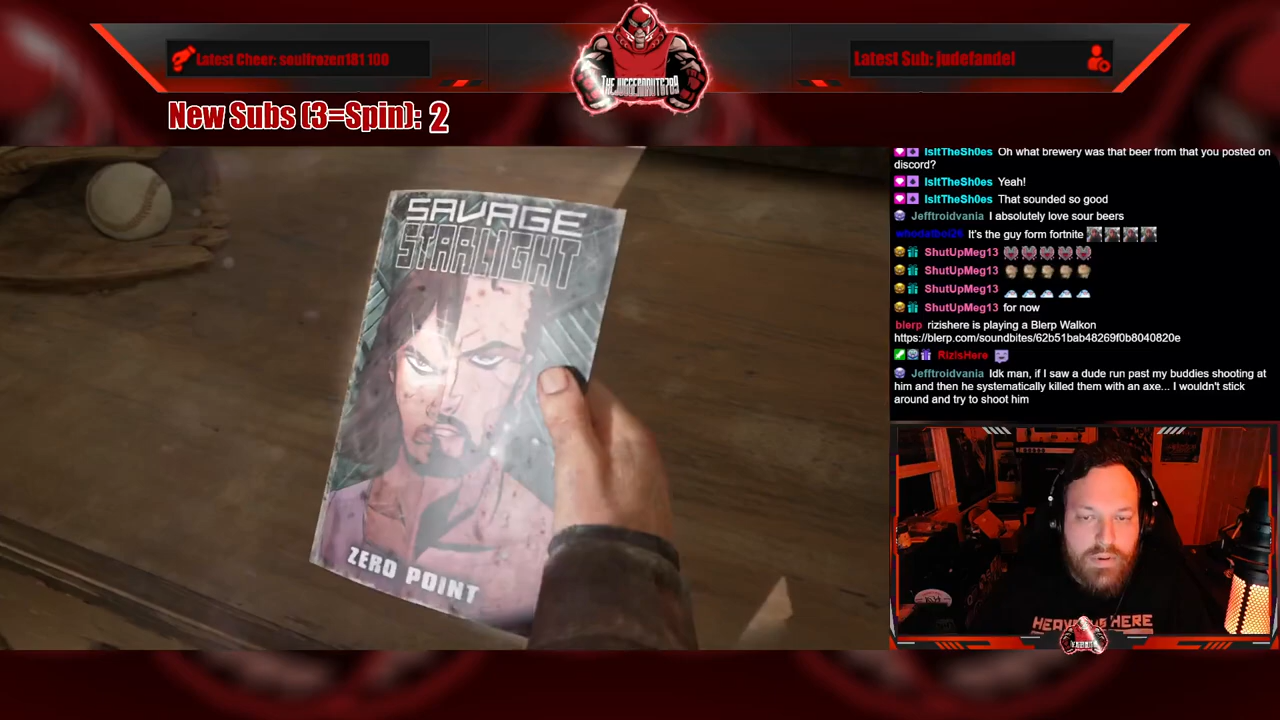 Latest Cheer: soulfrozen181 100
THEJUGGERNAUT6789
Latest Sub: judefandel
New Subs (3=Spin): 2
SAVAGE
STARLIGHT
ZERO POINT
IsItTheSh0es Oh what brewery was that beer from that you posted on
discord?
IsItTheSh0es Yeah!
IsItTheSh0es That sounded so good
Jefftroidvania I absolutely love sour beers
whodatboi26 It's the guy form fortnite
ShutUpMeg13
ShutUpMeg13
ShutUpMeg13
ShutUpMeg13 for now
blerp rizishere is playing a Blerp Walkon
https://blerp.com/soundbites/62b51bab48269f0b8040820e
RizIsHere
Jefftroidvania Idk man, if I saw a dude run past my buddies shooting at
him and then he systematically killed them with an axe... I wouldn't stick
around and try to shoot him
HERE